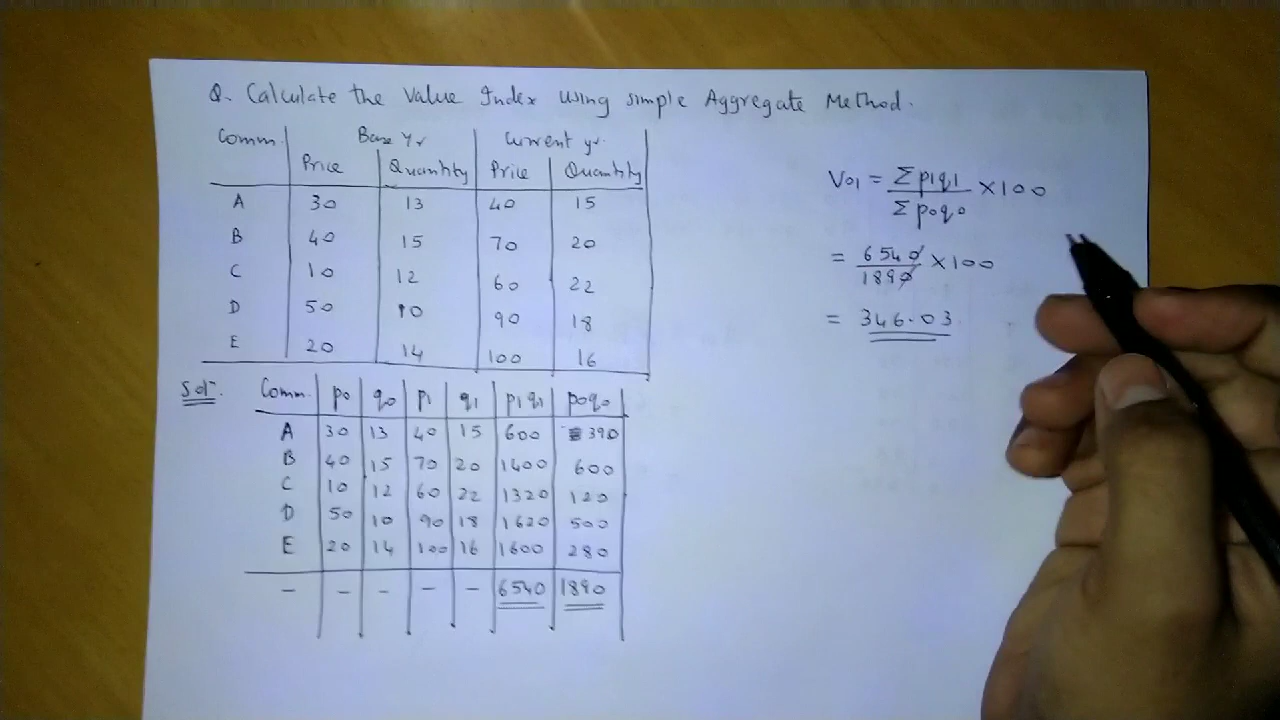 Q. Calculate the Value Index using simple Aggregate Method.
Comm. Base Yr Current yr.
Price Quantity Price Quantity
A 30 13 40 15
B 40 15 70 20
C 10 12 60 22
D 50 10 90 18
E 20 14 100 16
V01 = Σp1q1 / Σp0q0 ×100
= 6540 / 1890 ×100
= 346.03
Soln.
Comm. p0 q0 p1 q1 p1q1 p0q0
A 30 13 40 15 600 390
B 40 15 70 20 1400 600
C 10 12 60 22 1320 120
D 50 10 90 18 1620 500
E 20 14 100 16 1600 280
– – – – – 6540 1890